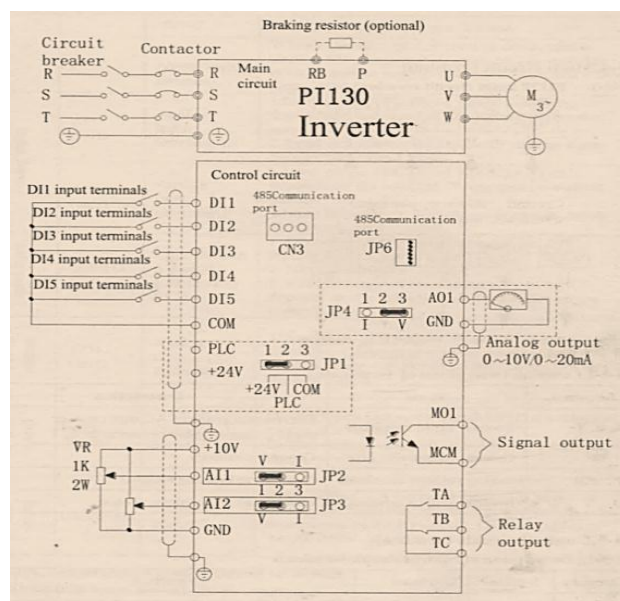 Braking resistor (optional)
Circuit breaker
Contactor
R
S
T
R
S
T
Main circuit
RB P
PI130
Inverter
U
V
W
M
3~
Control circuit
DI1 input terminals
DI2 input terminals
DI3 input terminals
DI4 input terminals
DI5 input terminals
DI1
DI2
DI3
DI4
DI5
COM
485Communication port
CN3
485Communication port
JP6
1 2 3
JP4
I V
AO1
GND
Analog output
0~10V/0~20mA
PLC
+24V
1 2 3
JP1
+24V COM
PLC
MO1
MCM
Signal output
VR
1K
2W
+10V
AI1
V I
JP2
1 2 3
AI2
JP3
V I
GND
TA
TB
TC
Relay output